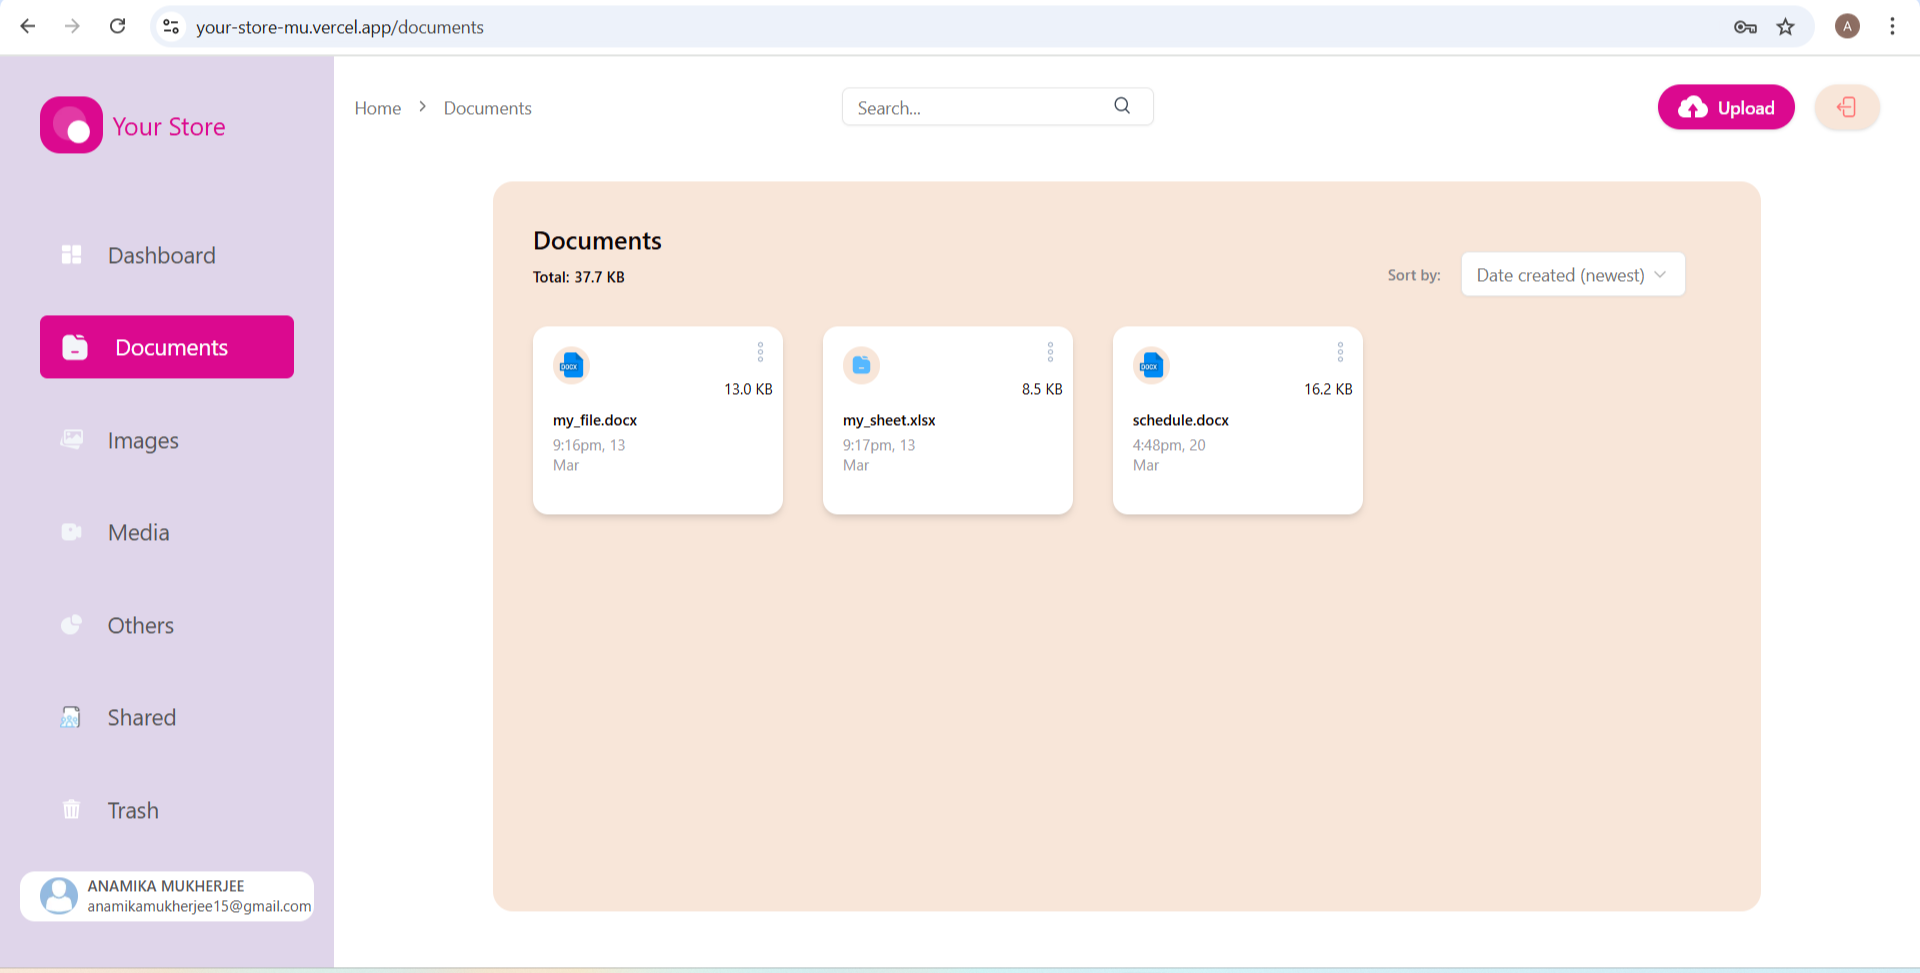 your-store-mu.vercel.app/documents
A
Your Store
Home
Documents
Search...
Upload
Dashboard
Documents
Images
Media
Others
Shared
Trash
ANAMIKA MUKHERJEE
anamikamukherjee15@gmail.com
Documents
Total: 37.7 KB
Sort by:
Date created (newest)
DOCX
13.0 KB
my_file.docx
9:16pm, 13
Mar
8.5 KB
my_sheet.xlsx
9:17pm, 13
Mar
DOCX
16.2 KB
schedule.docx
4:48pm, 20
Mar